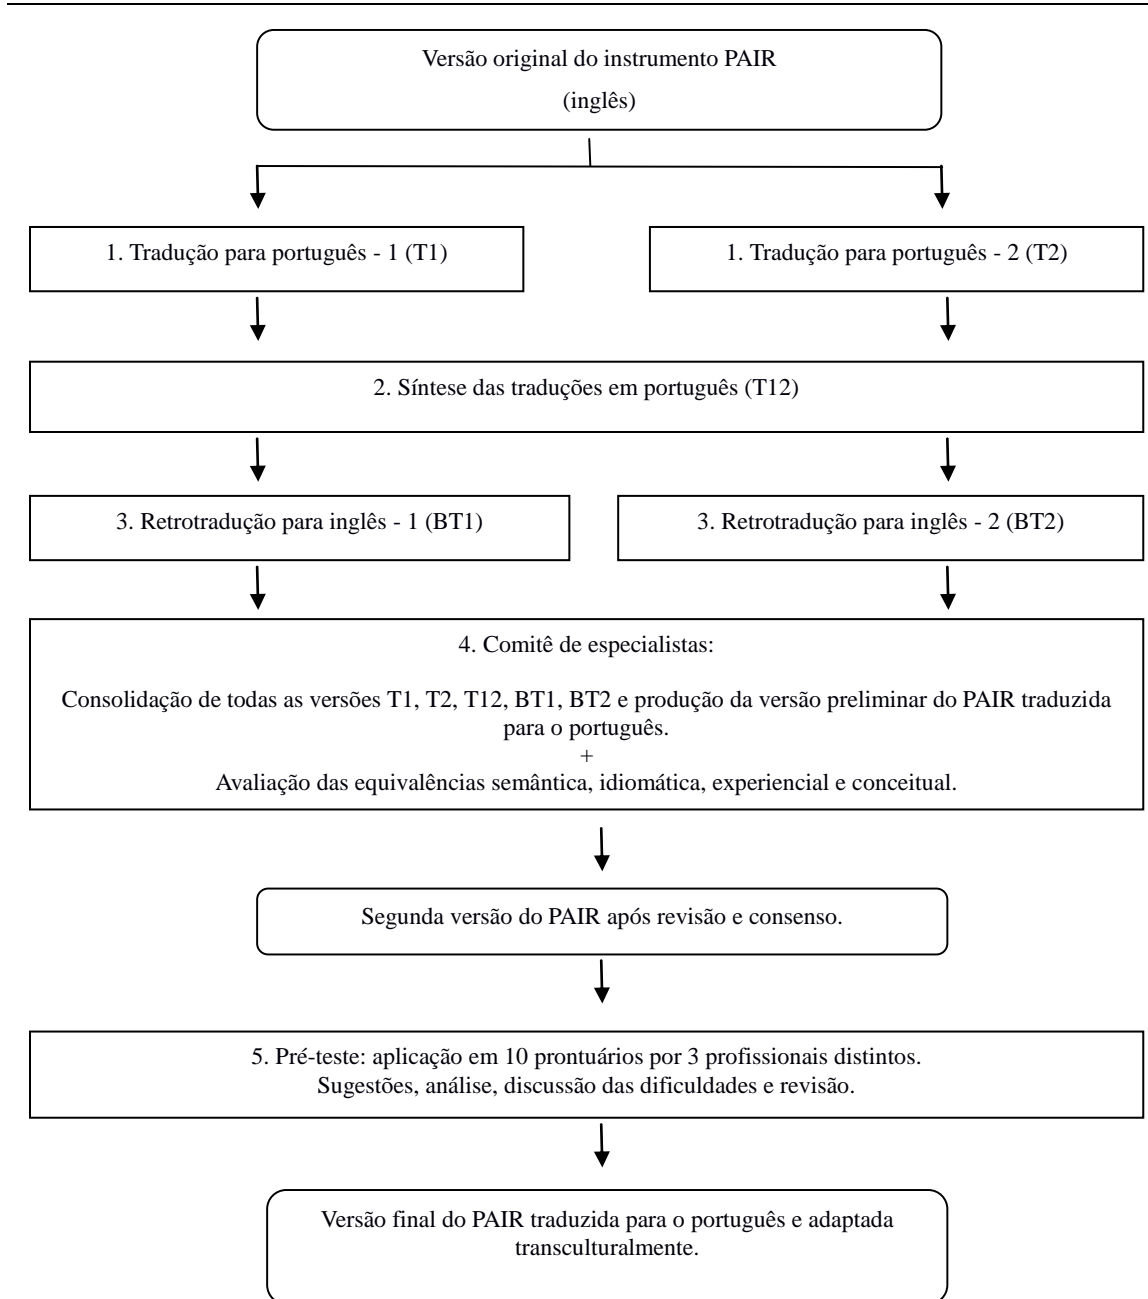 Versão original do instrumento PAIR
(inglês)
1. Tradução para português - 1 (T1)
1. Tradução para português - 2 (T2)
2. Síntese das traduções em português (T12)
3. Retrotradução para inglês - 1 (BT1)
3. Retrotradução para inglês - 2 (BT2)
4. Comitê de especialistas:
Consolidação de todas as versões T1, T2, T12, BT1, BT2 e produção da versão preliminar do PAIR traduzida
para o português.
+
Avaliação das equivalências semântica, idiomática, experiencial e conceitual.
Segunda versão do PAIR após revisão e consenso.
5. Pré-teste: aplicação em 10 prontuários por 3 profissionais distintos.
Sugestões, análise, discussão das dificuldades e revisão.
Versão final do PAIR traduzida para o português e adaptada
transculturalmente.